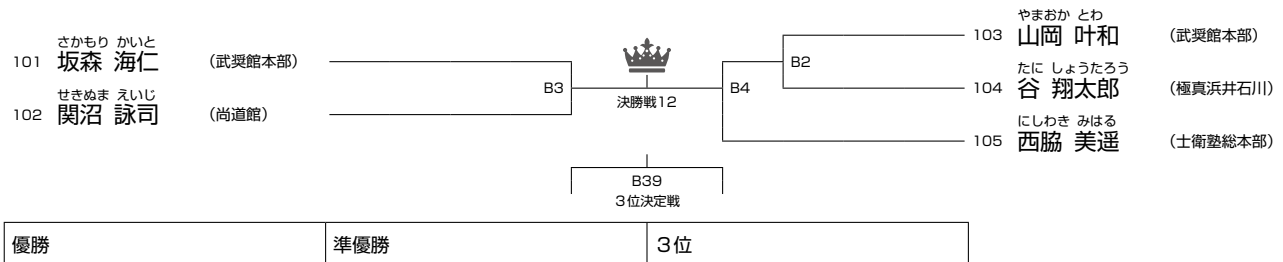 さかもり かいと
101 坂森 海仁 （武奨館本部）
せきぬま えいじ
102 関沼 詠司 （尚道館）
B3
決勝戦12
B4
B2
やまおか とわ
103 山岡 叶和 （武奨館本部）
たに しょうたろう
104 谷 翔太郎 （極真浜井石川）
にしわき みはる
105 西脇 美遥 （士衛塾総本部）
B39
3位決定戦
優勝 準優勝 3位